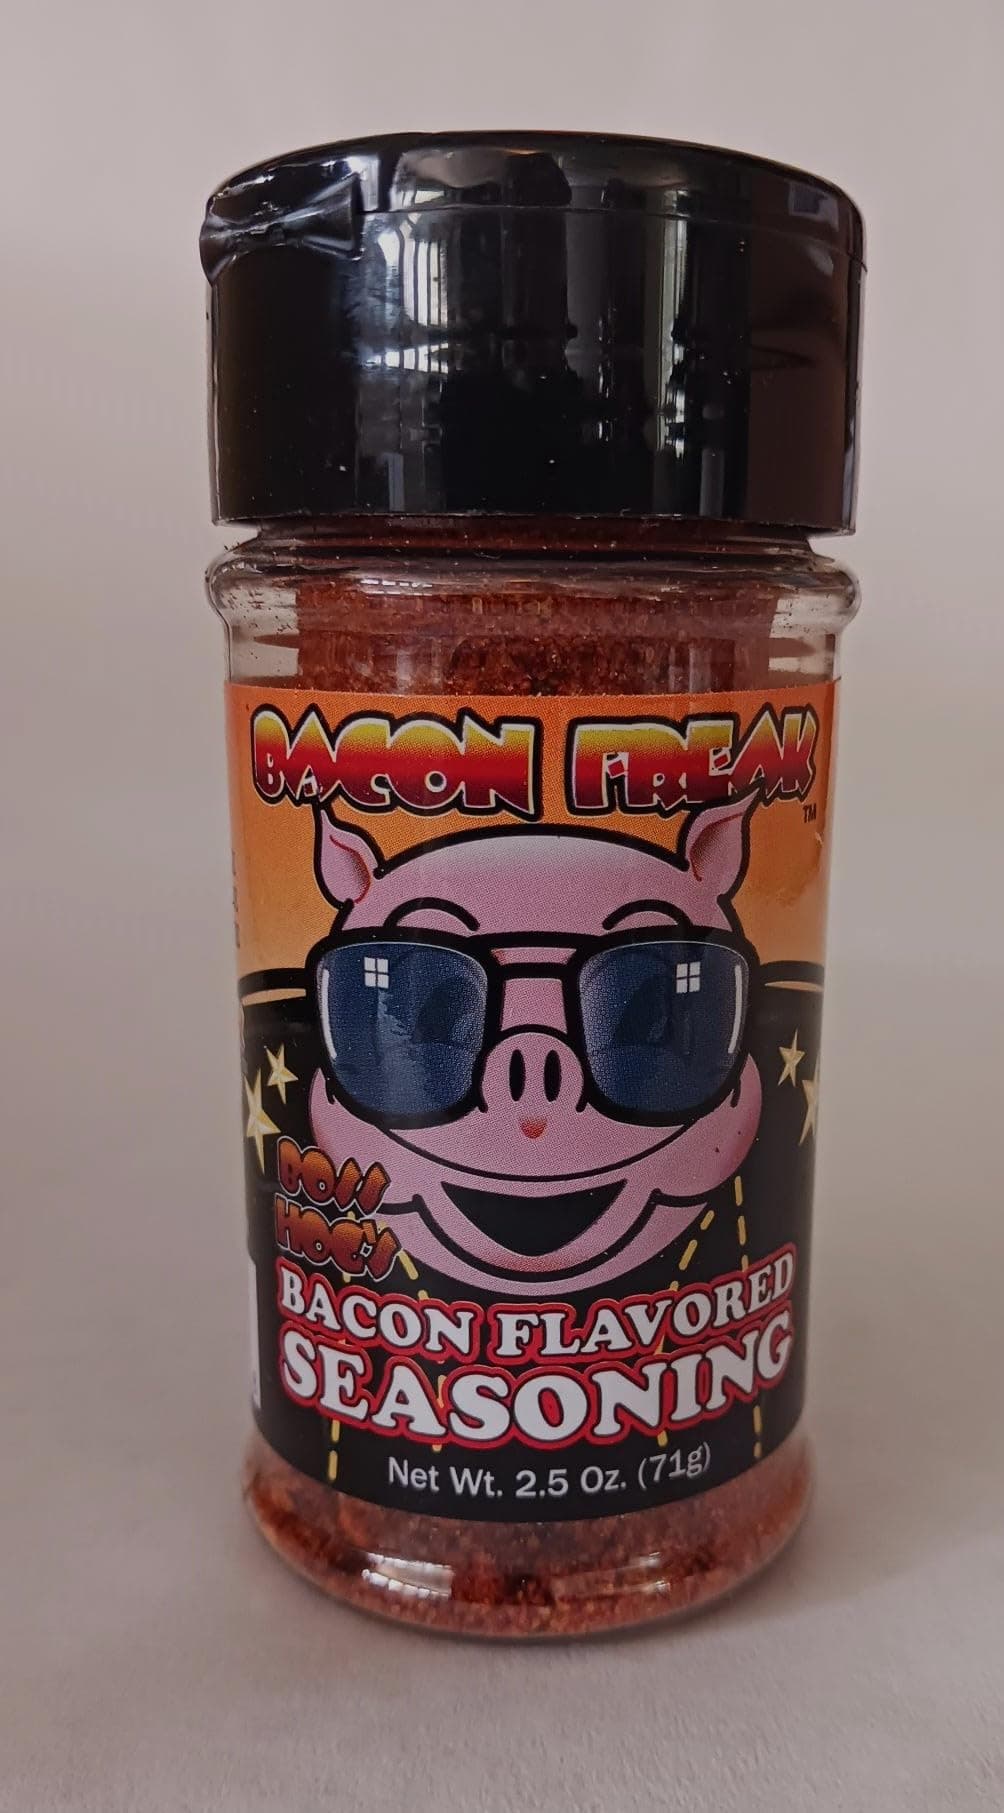 BACON FREAK
TM
BOSS
HOG'S
BACON FLAVORED
SEASONING
Net Wt. 2.5 Oz. (71g)